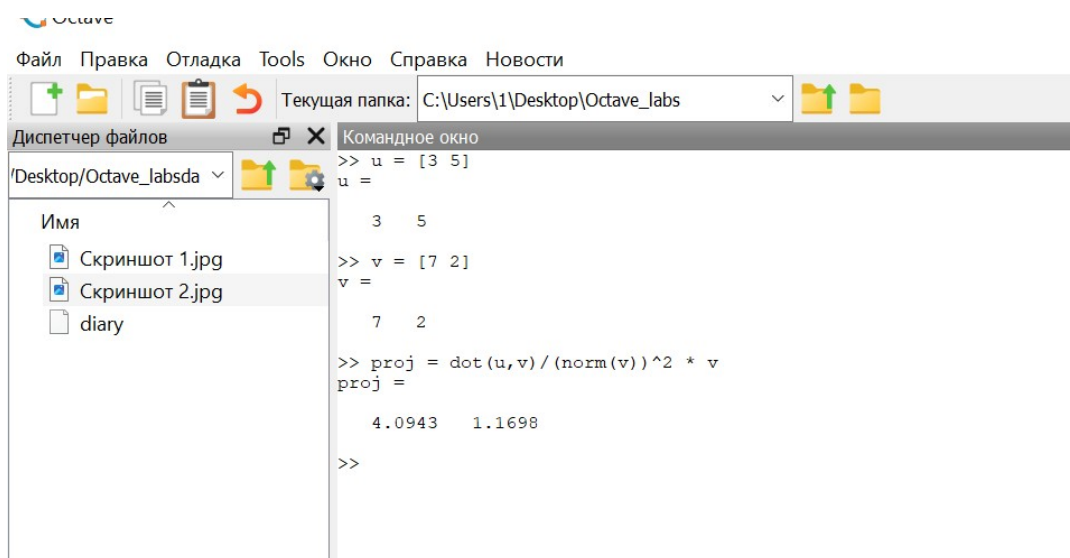 Octave
Файл Правка Отладка Tools Окно Справка Новости
Текущая папка: C:\Users\1\Desktop\Octave_labs
Диспетчер файлов
Командное окно
/Desktop/Octave_labsda
Имя
Скриншот 1.jpg
Скриншот 2.jpg
diary
>> u = [3 5]
u =
3 5
>> v = [7 2]
v =
7 2
>> proj = dot(u,v)/(norm(v))^2 * v
proj =
4.0943 1.1698
>>